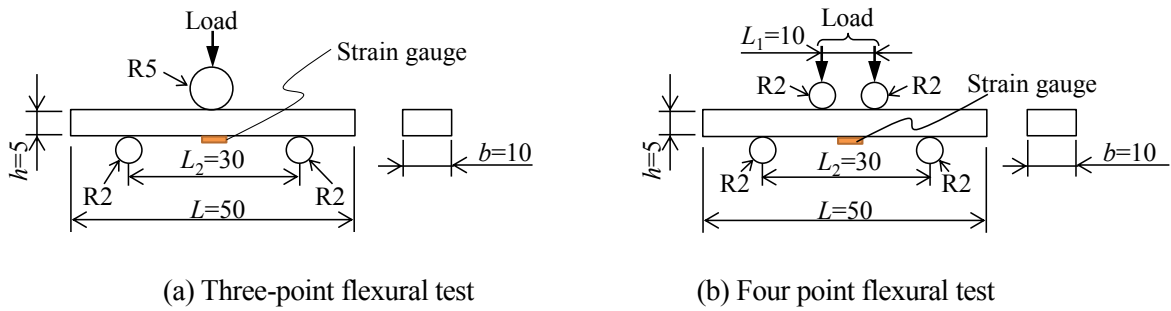 Load
R5
Strain gauge
h=5
L2=30
R2
R2
L=50
b=10
(a) Three-point flexural test
Load
L1=10
R2
R2
Strain gauge
h=5
L2=30
R2
R2
L=50
b=10
(b) Four point flexural test